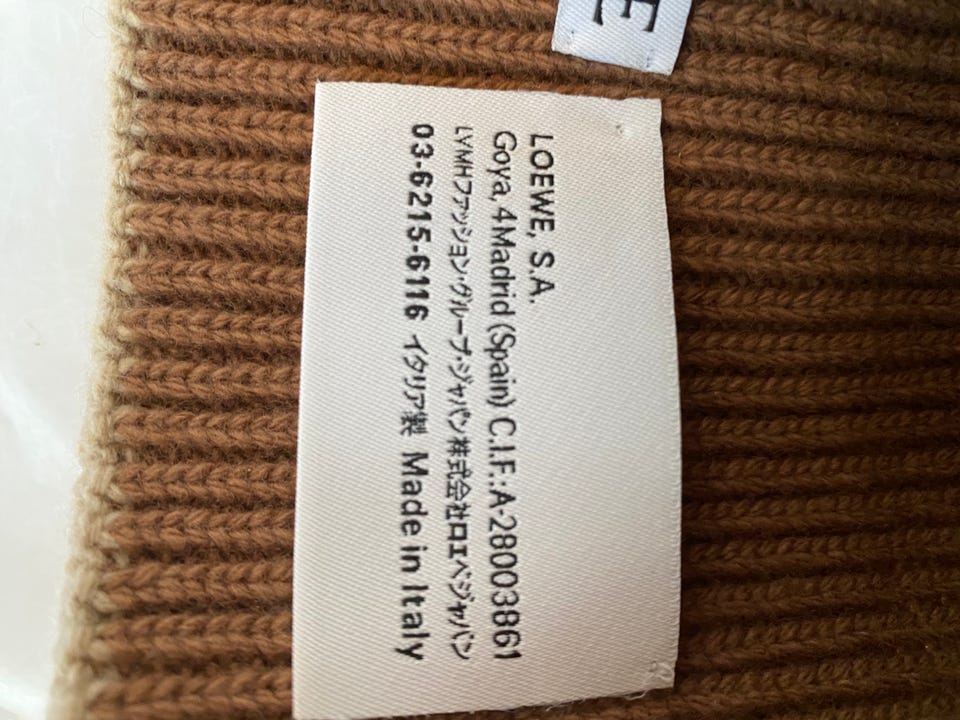 E
LOEWE, S.A.
Goya, 4 Madrid (Spain) C.I.F.: A-28003861
LVMHファッション・グループ・ジャパン株式会社ロエベジャパン
03-6215-6116 イタリア製 Made in Italy